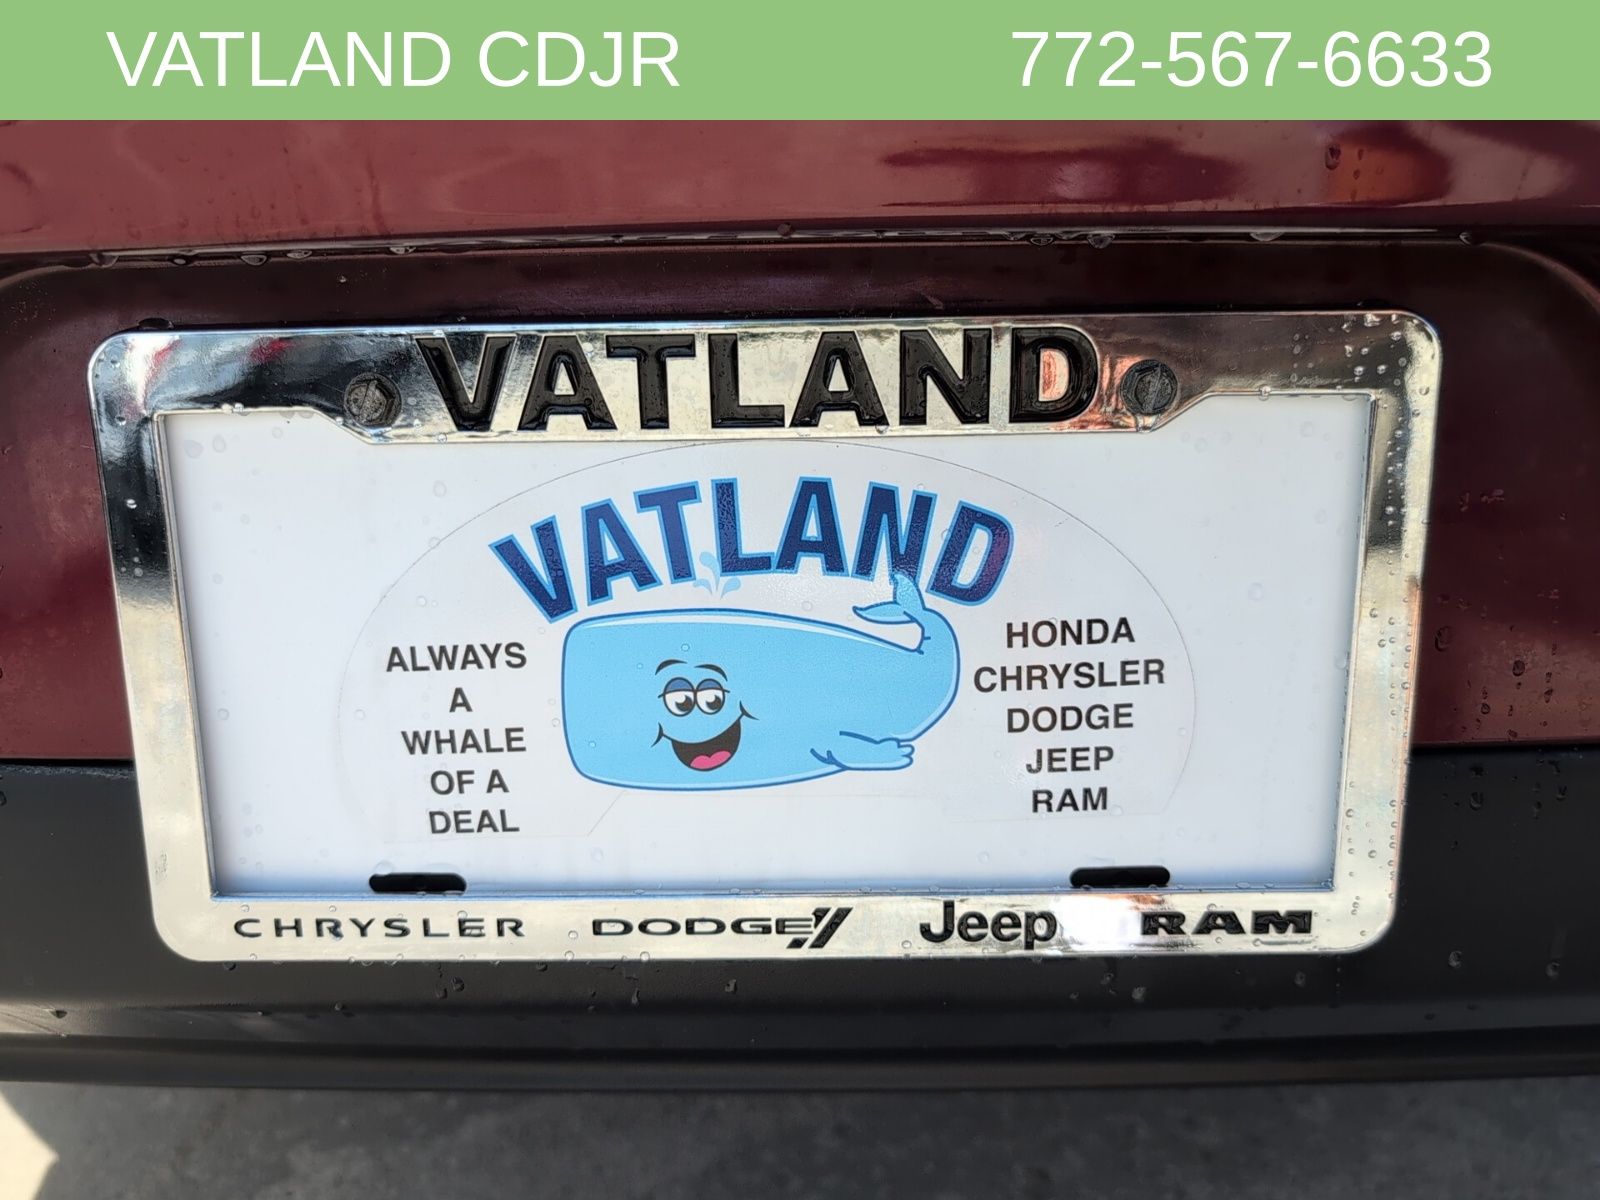 VATLAND CDJR 772-567-6633
VATLAND
VATLAND
ALWAYS
A
WHALE
OF A
DEAL
HONDA
CHRYSLER
DODGE
JEEP
RAM
CHRYSLER DODGE Jeep RAM